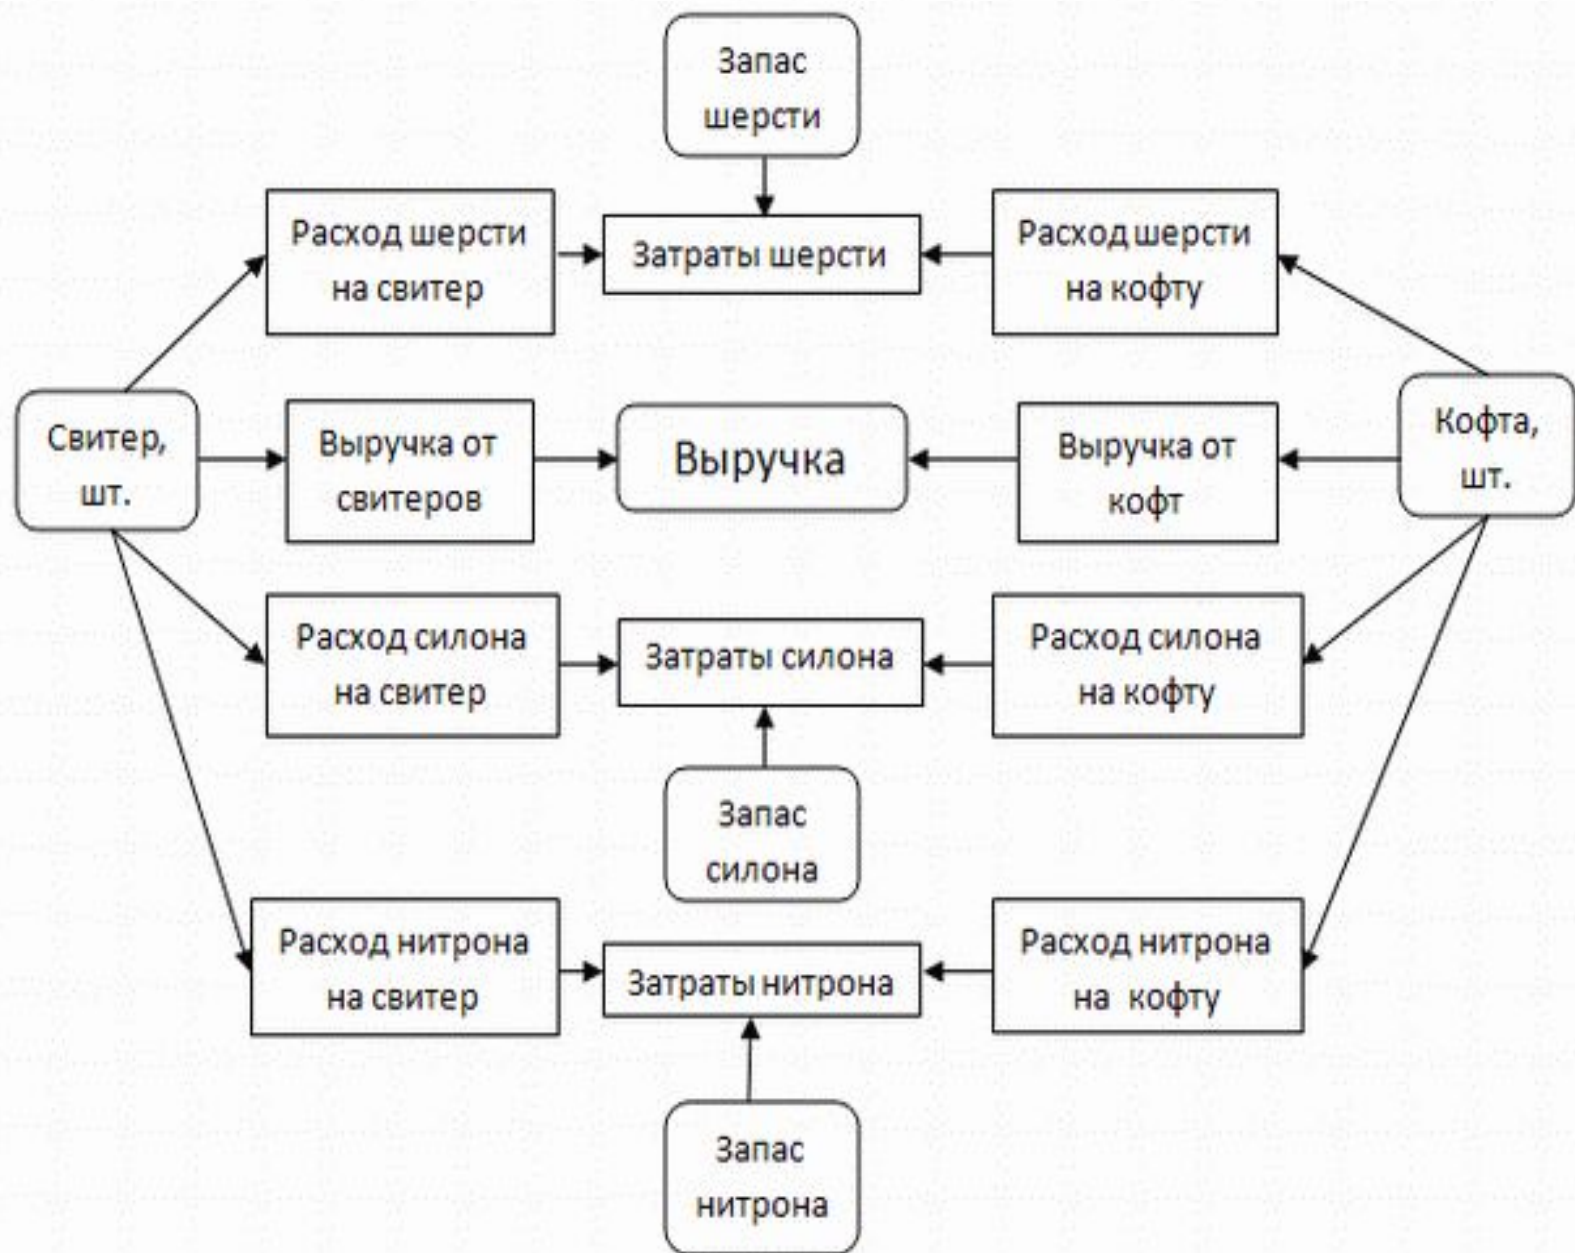 Запас
шерсти
Расход шерсти
на свитер
Затраты шерсти
Расход шерсти
на кофту
Свитер,
шт.
Выручка от
свитеров
Выручка
Выручка от
кофт
Кофта,
шт.
Расход силона
на свитер
Затраты силона
Расход силона
на кофту
Запас
силона
Расход нитрона
на свитер
Затраты нитрона
Расход нитрона
на кофту
Запас
нитрона